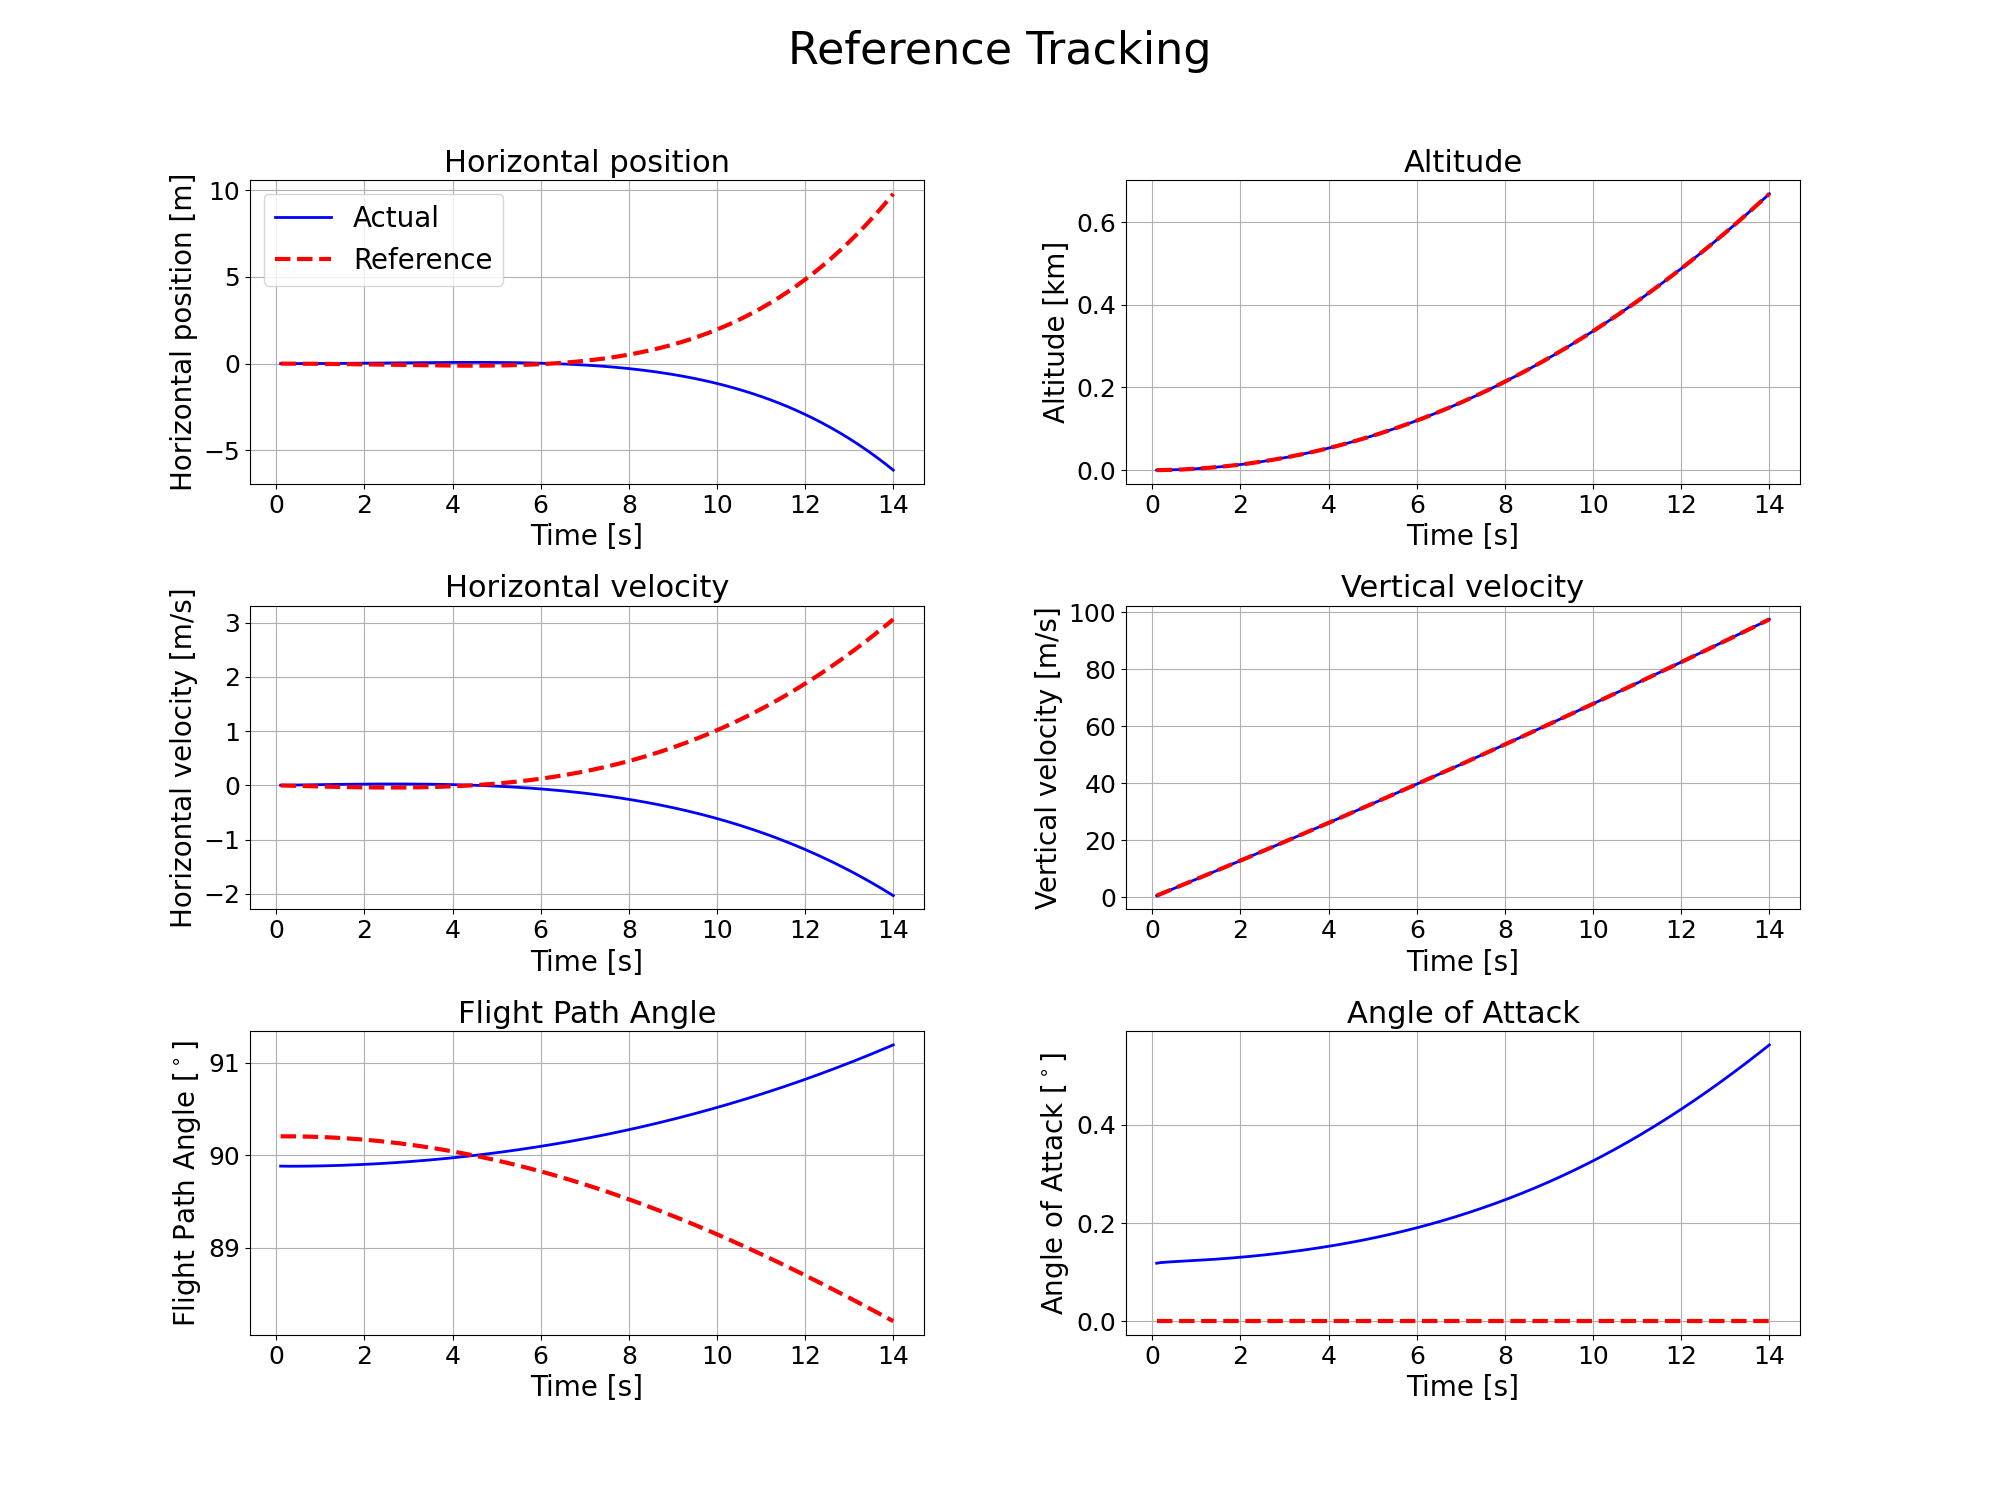 Reference Tracking
Horizontal position
Horizontal position [m]
10
5
0
−5
Actual
Reference
0 2 4 6 8 10 12 14
Time [s]
Altitude
Altitude [km]
0.6
0.4
0.2
0.0
0 2 4 6 8 10 12 14
Time [s]
Horizontal velocity
Horizontal velocity [m/s]
3
2
1
0
−1
−2
0 2 4 6 8 10 12 14
Time [s]
Vertical velocity
Vertical velocity [m/s]
100
80
60
40
20
0
0 2 4 6 8 10 12 14
Time [s]
Flight Path Angle
Flight Path Angle [°]
91
90
89
0 2 4 6 8 10 12 14
Time [s]
Angle of Attack
Angle of Attack [°]
0.4
0.2
0.0
0 2 4 6 8 10 12 14
Time [s]